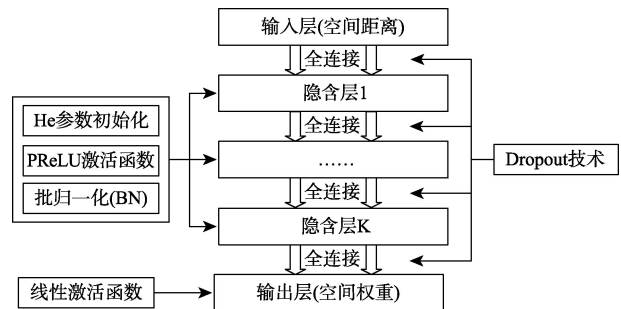 输入层(空间距离)
全连接
隐含层1
全连接
He参数初始化
PReLU激活函数
批归一化(BN)
……
Dropout技术
全连接
隐含层K
全连接
线性激活函数
输出层(空间权重)